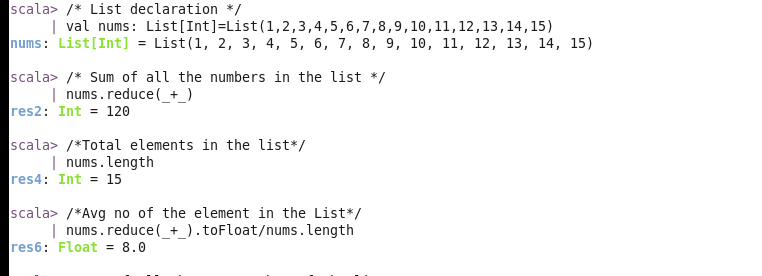 scala> /* List declaration */
     | val nums: List[Int]=List(1,2,3,4,5,6,7,8,9,10,11,12,13,14,15)
nums: List[Int] = List(1, 2, 3, 4, 5, 6, 7, 8, 9, 10, 11, 12, 13, 14, 15)
scala> /* Sum of all the numbers in the list */
     | nums.reduce(_+_)
res2: Int = 120
scala> /*Total elements in the list*/
     | nums.length
res4: Int = 15
scala> /*Avg no of the element in the List*/
     | nums.reduce(_+_).toFloat/nums.length
res6: Float = 8.0